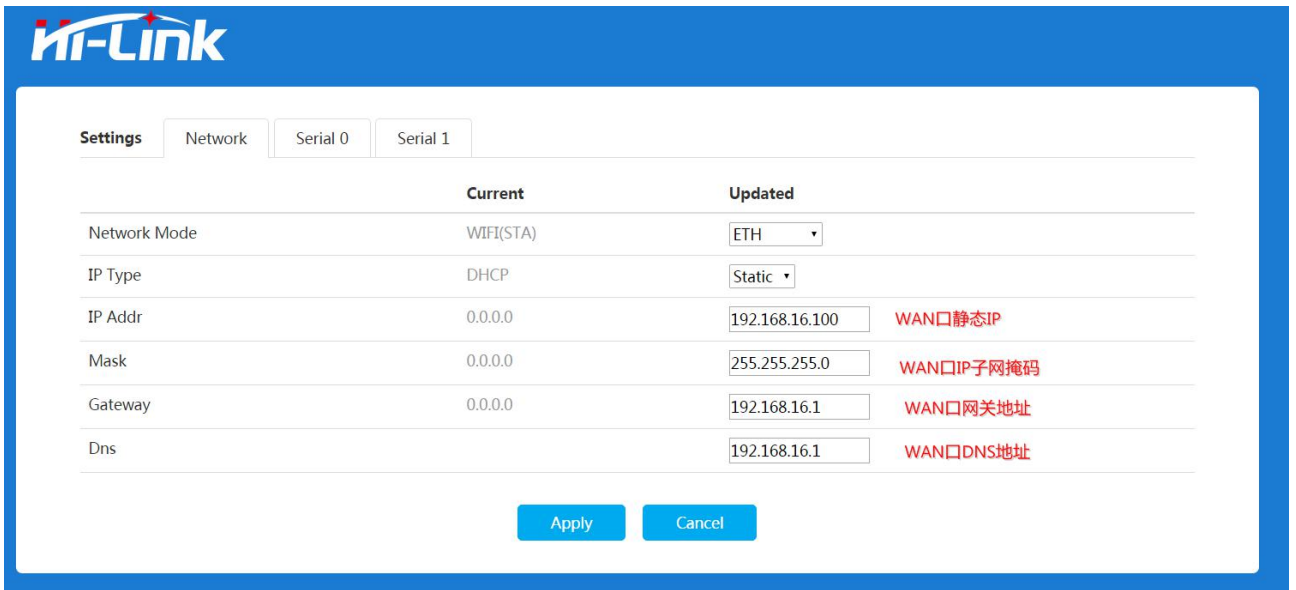 Hi-Link
Settings Network Serial 0 Serial 1
Current Updated
Network Mode WIFI(STA) ETH
IP Type DHCP Static
IP Addr 0.0.0.0 192.168.16.100 WAN口静态IP
Mask 0.0.0.0 255.255.255.0 WAN口IP子网掩码
Gateway 0.0.0.0 192.168.16.1 WAN口网关地址
Dns 192.168.16.1 WAN口DNS地址
Apply Cancel